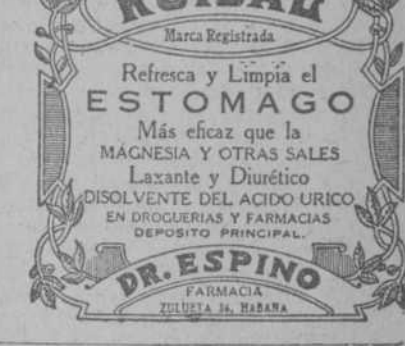 Marca Registrada
Refresca y Limpia el
ESTOMAGO
Más eficaz que la
MAGNESIA Y OTRAS SALES
Laxante y Diurético
DISOLVENTE DEL ACIDO URICO
EN DROGUERIAS Y FARMACIAS
DEPOSITO PRINCIPAL.
DR. ESPINO
FARMACIA
ZULUETA 36, HABANA